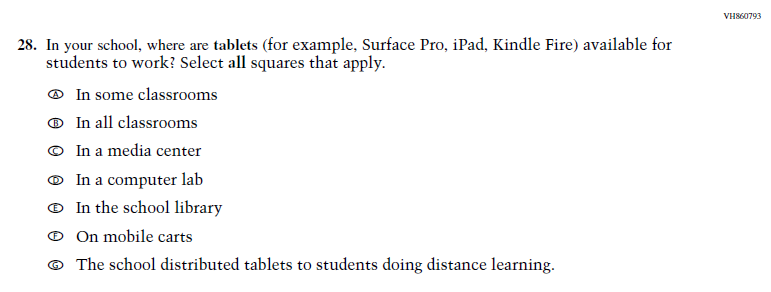 VH860793
28. In your school, where are tablets (for example, Surface Pro, iPad, Kindle Fire) available for
students to work? Select all squares that apply.
A In some classrooms
B In all classrooms
C In a media center
D In a computer lab
E In the school library
F On mobile carts
G The school distributed tablets to students doing distance learning.